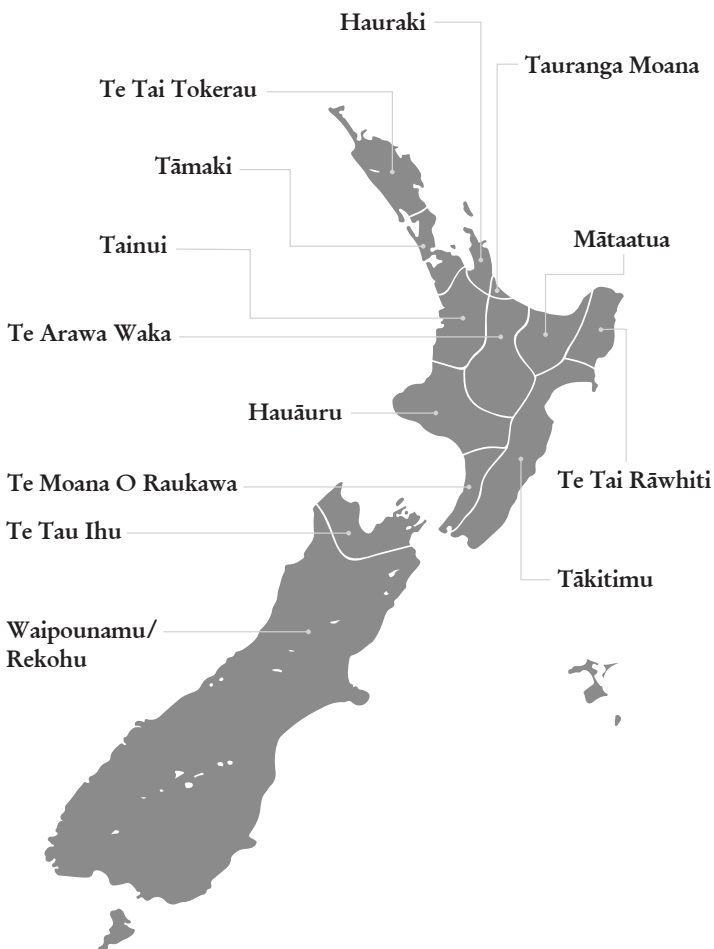 Hauraki
Tauranga Moana
Te Tai Tokerau
Tāmaki
Mātaatua
Tainui
Te Arawa Waka
Hauāuru
Te Moana O Raukawa
Te Tai Rāwhiti
Te Tau Ihu
Tākitimu
Waipounamu/
Rekohu